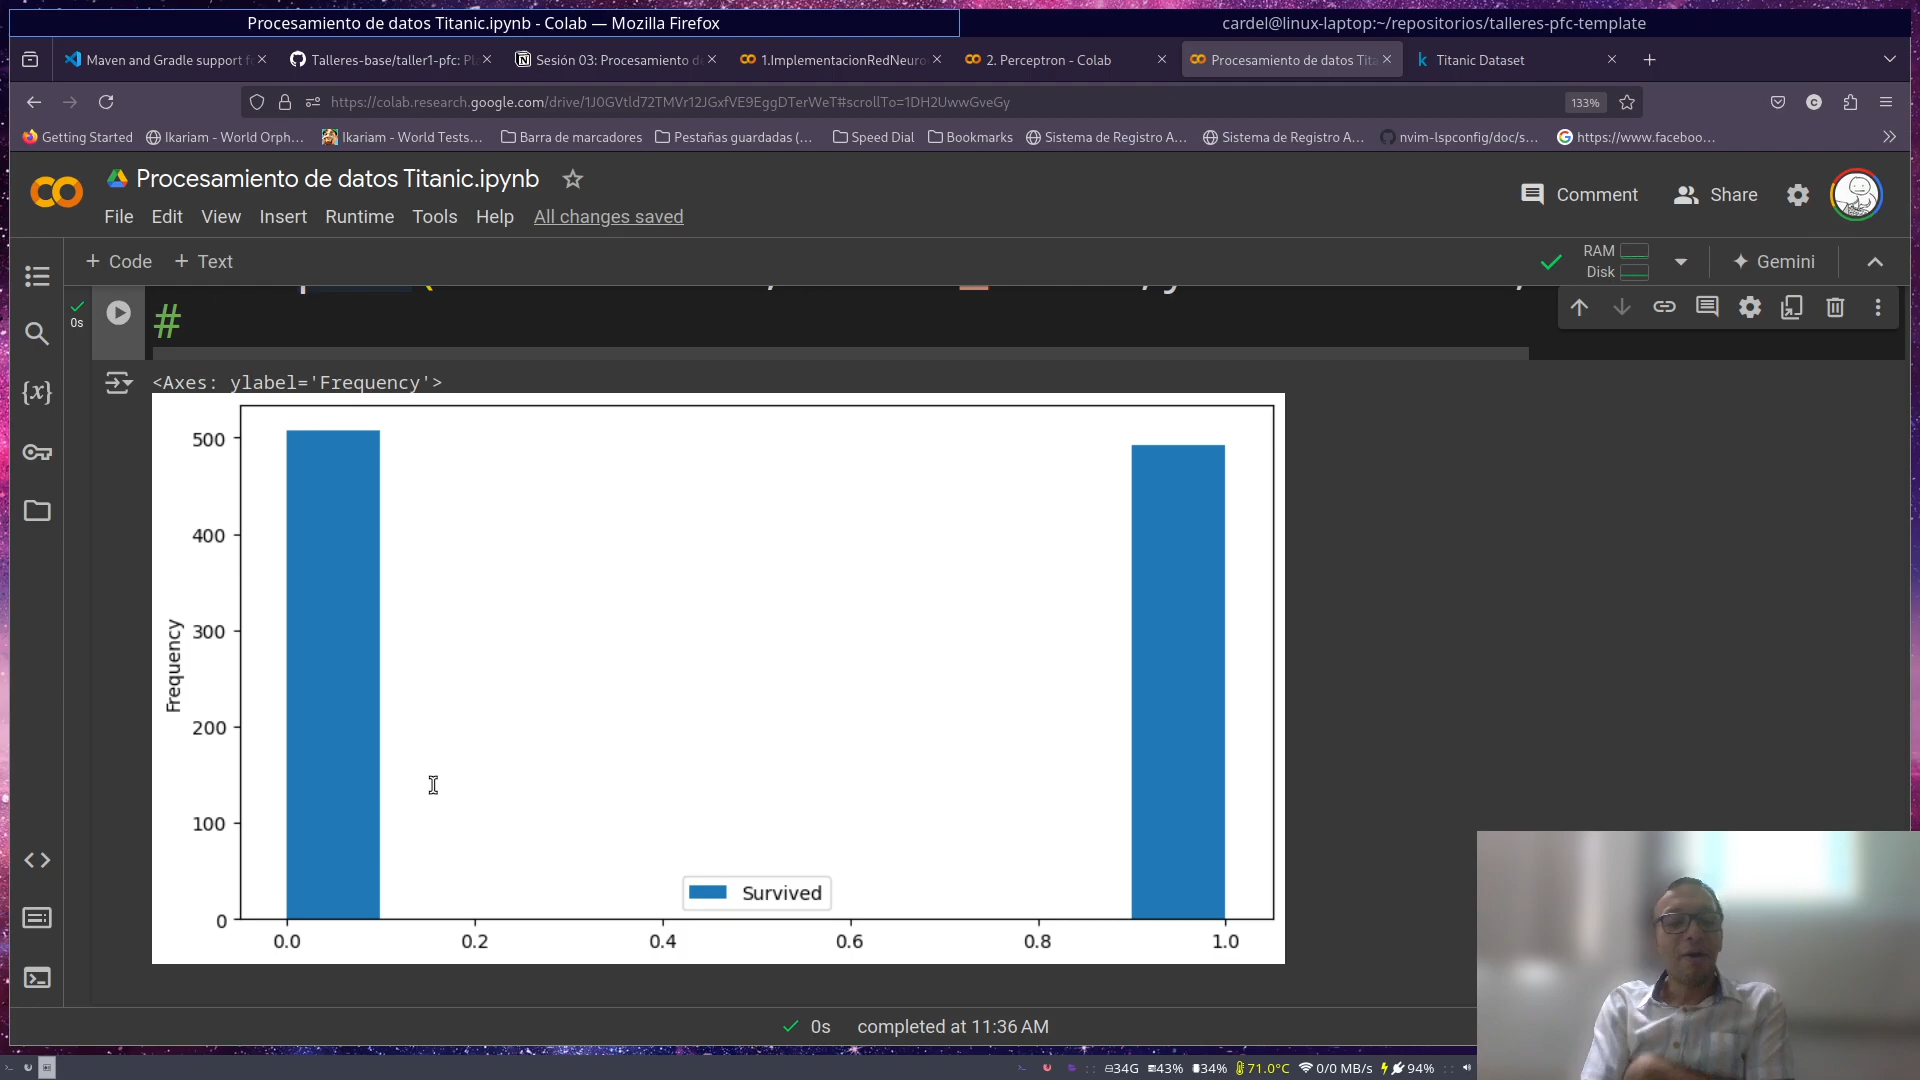 Procesamiento de datos Titanic.ipynb - Colab — Mozilla Firefox
cardel@linux-laptop:~/repositorios/talleres-pfc-template
Maven and Gradle support f
Talleres-base/taller1-pfc: Pl
Sesión 03: Procesamiento d
1.ImplementacionRedNeuro
2. Perceptron - Colab
Procesamiento de datos Tita
Titanic Dataset
https://colab.research.google.com/drive/1J0GVtld72TMVr12JGxfVE9EggDTerWeT#scrollTo=1DH2UwwGveGy
133%
Getting Started
Ikariam - World Orph...
Ikariam - World Tests...
Barra de marcadores
Pestañas guardadas (...
Speed Dial
Bookmarks
Sistema de Registro A...
Sistema de Registro A...
nvim-lspconfig/doc/s...
https://www.faceboo...
Procesamiento de datos Titanic.ipynb
Comment
Share
File Edit View Insert Runtime Tools Help All changes saved
+ Code + Text
RAM
Disk
Gemini
0s
#
<Axes: ylabel='Frequency'>
500
400
300
200
100
0
Frequency
Survived
0.0 0.2 0.4 0.6 0.8 1.0
0s completed at 11:36 AM
34G 43% 34% 71.0°C 0/0 MB/s 94%